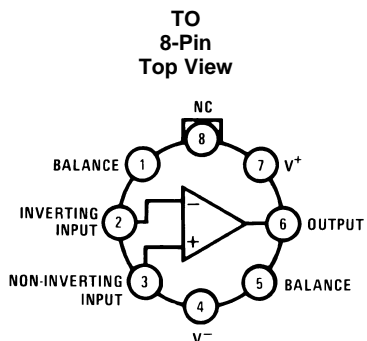 TO
8-Pin
Top View
NC
8
BALANCE 1
7 V+
INVERTING
INPUT
2
−
6 OUTPUT
+
NON-INVERTING
INPUT
3
5 BALANCE
4
V−